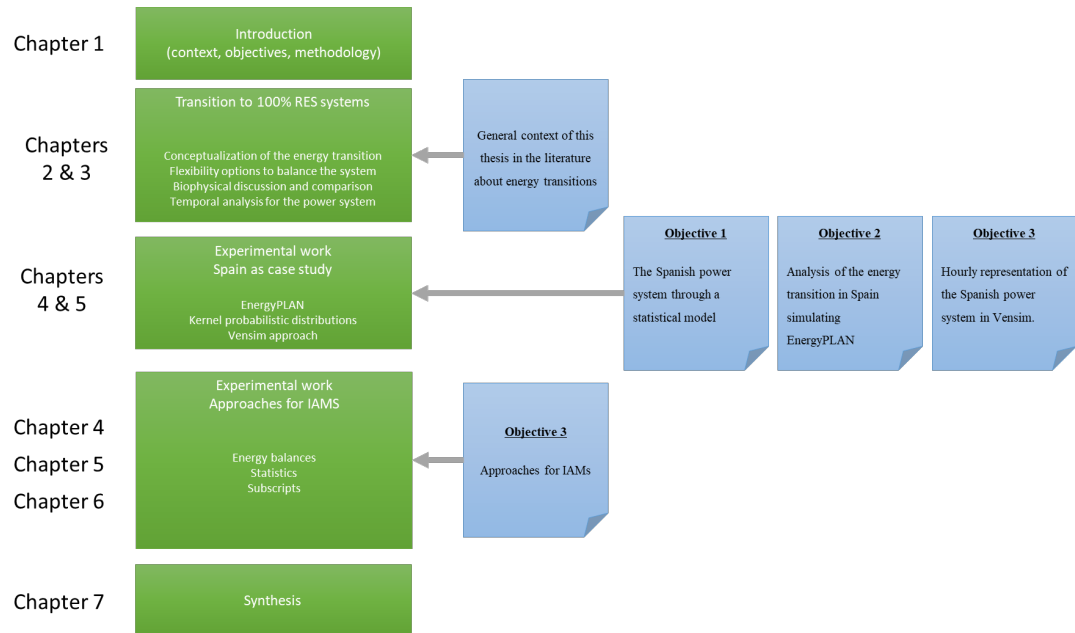 Chapter 1
Introduction
(context, objectives, methodology)
Chapters
2 & 3
Transition to 100% RES systems
Conceptualization of the energy transition
Flexibility options to balance the system
Biophysical discussion and comparison
Temporal analysis for the power system
General context of this
thesis in the literature
about energy transitions
Chapters
4 & 5
Experimental work
Spain as case study
EnergyPLAN
Kernel probabilistic distributions
Vensim approach
Objective 1
The Spanish power
system through a
statistical model
Objective 2
Analysis of the energy
transition in Spain
simulating
EnergyPLAN
Objective 3
Hourly representation of
the Spanish power
system in Vensim.
Chapter 4
Chapter 5
Chapter 6
Experimental work
Approaches for IAMS
Energy balances
Statistics
Subscripts
Objective 3
Approaches for IAMs
Chapter 7
Synthesis